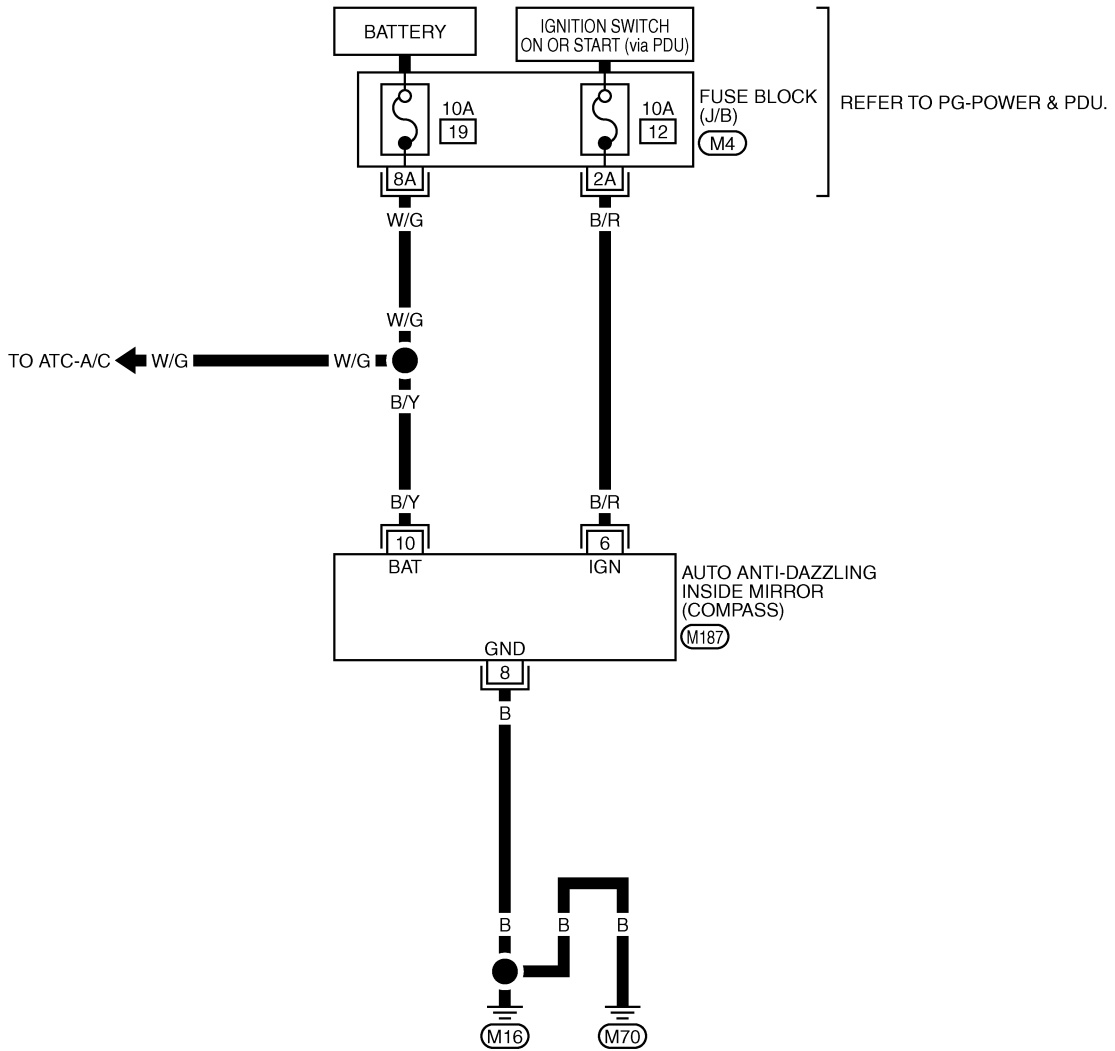 BATTERY
IGNITION SWITCH
ON OR START (via PDU)
10A
19
10A
12
FUSE BLOCK
(J/B)
M4
REFER TO PG-POWER & PDU.
8A
2A
W/G
B/R
W/G
TO ATC-A/C
W/G
W/G
B/Y
B/Y
B/R
10
6
BAT
IGN
AUTO ANTI-DAZZLING
INSIDE MIRROR
(COMPASS)
M187
GND
8
B
B
B
B
M16
M70